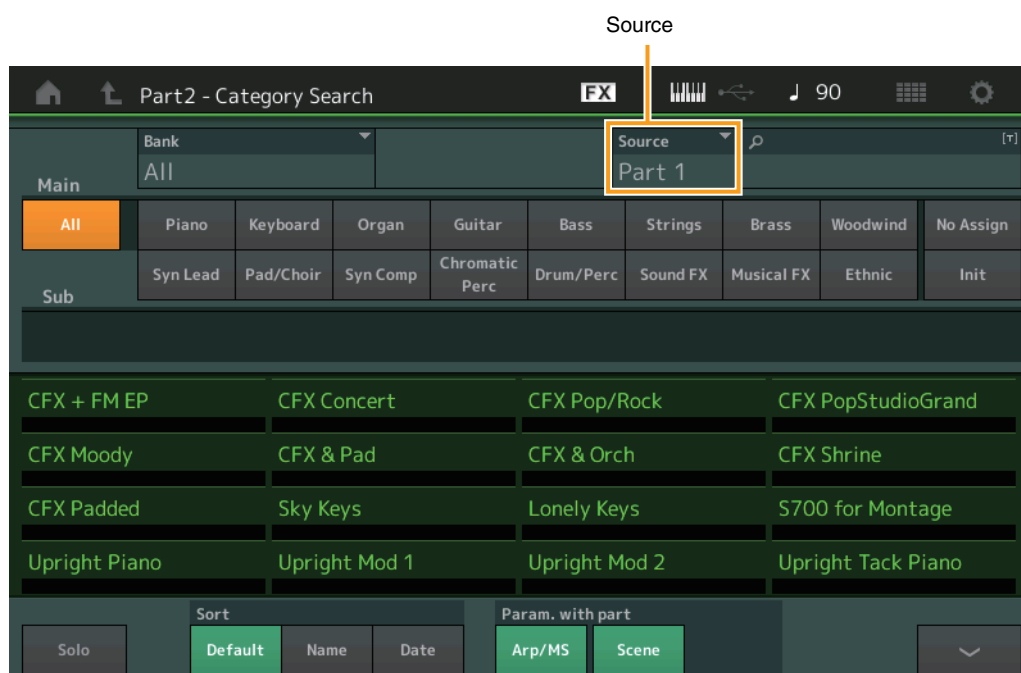 Source
Part2 - Category Search FX 90
Bank Source [T]
All Part 1
Main
All Piano Keyboard Organ Guitar Bass Strings Brass Woodwind No Assign
Syn Lead Pad/Choir Syn Comp Chromatic Perc Drum/Perc Sound FX Musical FX Ethnic Init
Sub
CFX + FM EP CFX Concert CFX Pop/Rock CFX PopStudioGrand
CFX Moody CFX & Pad CFX & Orch CFX Shrine
CFX Padded Sky Keys Lonely Keys S700 for Montage
Upright Piano Upright Mod 1 Upright Mod 2 Upright Tack Piano
Sort Param. with part
Solo Default Name Date Arp/MS Scene